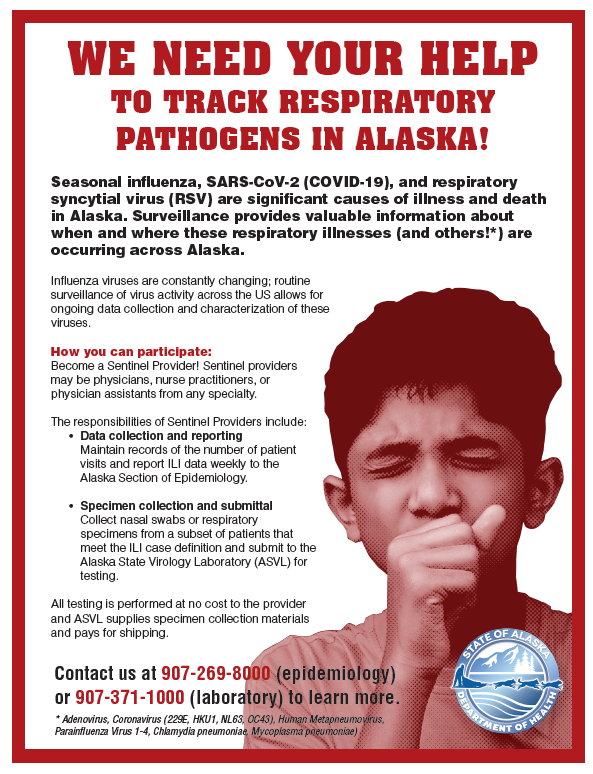 WE NEED YOUR HELP
TO TRACK RESPIRATORY
PATHOGENS IN ALASKA!
Seasonal influenza, SARS-CoV-2 (COVID-19), and respiratory
syncytial virus (RSV) are significant causes of illness and death
in Alaska. Surveillance provides valuable information about
when and where these respiratory illnesses (and others!*) are
occurring across Alaska.
Influenza viruses are constantly changing; routine
surveillance of virus activity across the US allows for
ongoing data collection and characterization of these
viruses.
How you can participate:
Become a Sentinel Provider! Sentinel providers
may be physicians, nurse practitioners, or
physician assistants from any specialty.
The responsibilities of Sentinel Providers include:
• Data collection and reporting
Maintain records of the number of patient
visits and report ILI data weekly to the
Alaska Section of Epidemiology.
• Specimen collection and submittal
Collect nasal swabs or respiratory
specimens from a subset of patients that
meet the ILI case definition and submit to the
Alaska State Virology Laboratory (ASVL) for
testing.
All testing is performed at no cost to the provider
and ASVL supplies specimen collection materials
and pays for shipping.
Contact us at 907-269-8000 (epidemiology)
or 907-371-1000 (laboratory) to learn more.
* Adenovirus, Coronavirus (229E, HKU1, NL63, OC43), Human Metapneumovirus,
Parainfluenza Virus 1-4, Chlamydia pneumoniae, Mycoplasma pneumoniae)
STATE OF ALASKA
DEPARTMENT OF HEALTH